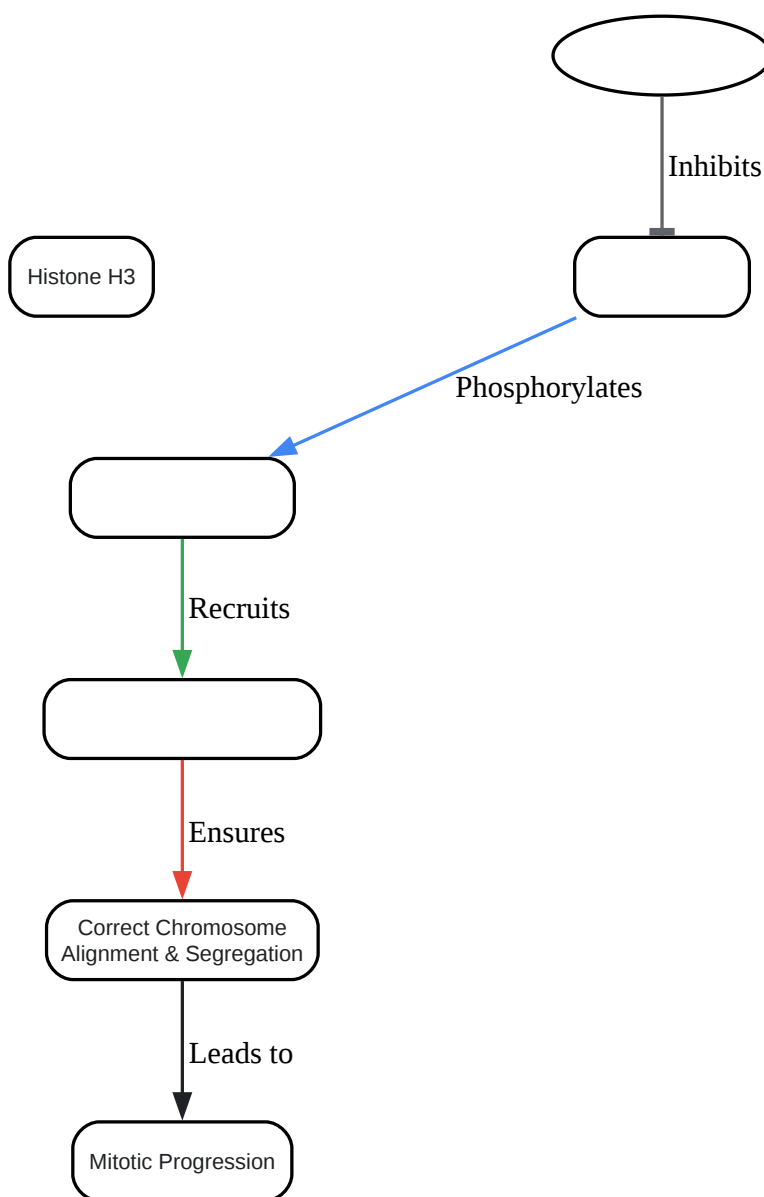 Inhibits
Histone H3
Phosphorylates
Recruits
Ensures
Correct Chromosome
Alignment & Segregation
Leads to
Mitotic Progression